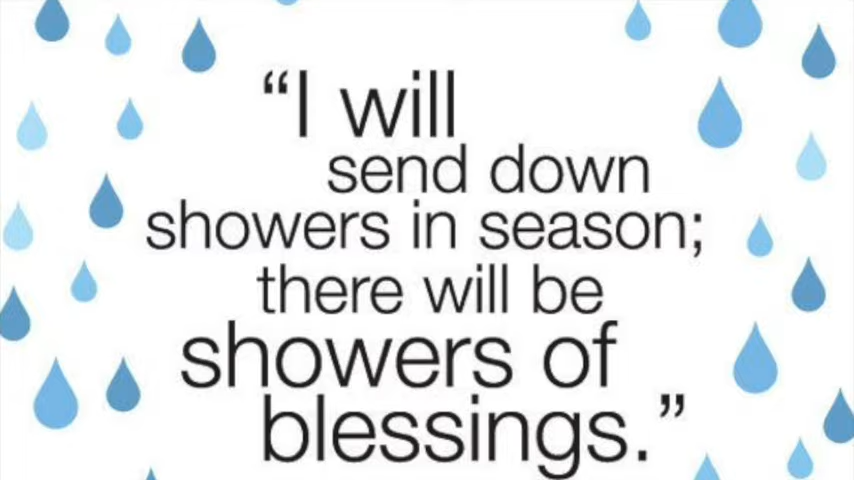 “I will
send down
showers in season;
there will be
showers of
blessings.”